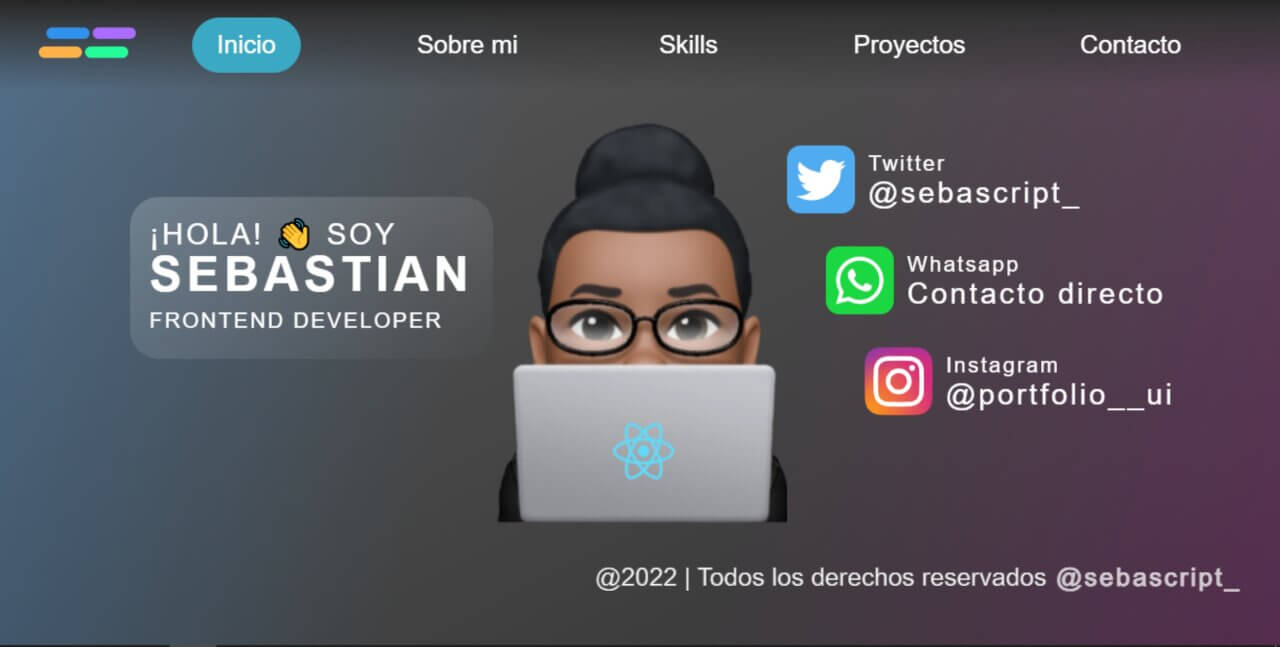 Inicio
Sobre mi
Skills
Proyectos
Contacto
¡HOLA! 👋 SOY
SEBASTIAN
FRONTEND DEVELOPER
Twitter
@sebascript_
Whatsapp
Contacto directo
Instagram
@portfolio__ui
@2022 | Todos los derechos reservados @sebascript_